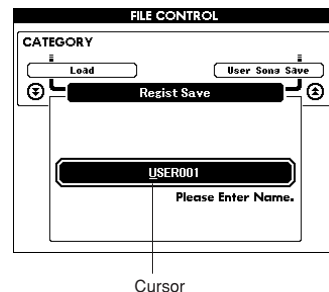 FILE CONTROL
CATEGORY
Load
User Song Save
Regist Save
USER001
Please Enter Name.
Cursor